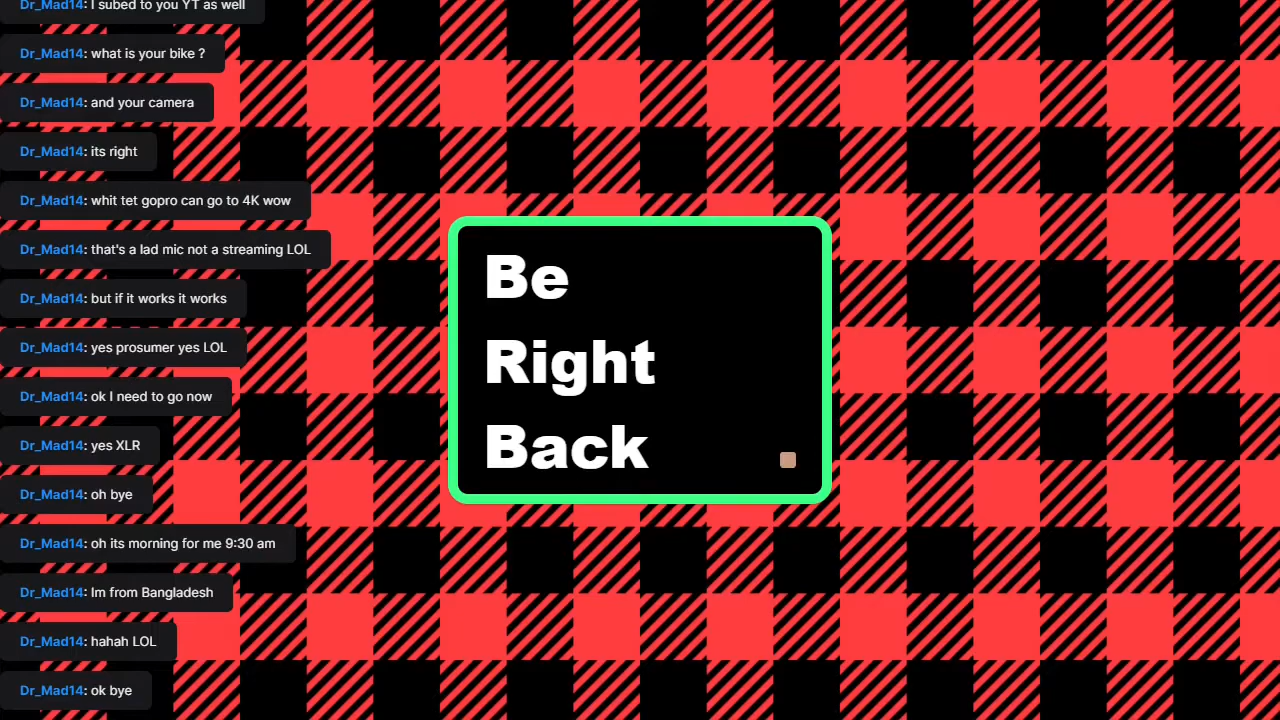 Dr_Mad14: I subed to you YT as well
Dr_Mad14: what is your bike ?
Dr_Mad14: and your camera
Dr_Mad14: its right
Dr_Mad14: whit tet gopro can go to 4K wow
Dr_Mad14: that's a lad mic not a streaming LOL
Dr_Mad14: but if it works it works
Dr_Mad14: yes prosumer yes LOL
Dr_Mad14: ok I need to go now
Dr_Mad14: yes XLR
Dr_Mad14: oh bye
Dr_Mad14: oh its morning for me 9:30 am
Dr_Mad14: Im from Bangladesh
Dr_Mad14: hahah LOL
Dr_Mad14: ok bye
Be
Right
Back